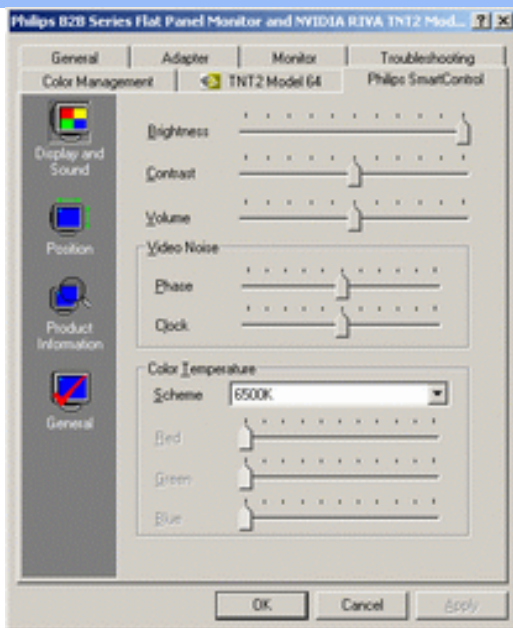 Philips B2B Series Flat Panel Monitor and NVIDIA RIVA TNT2 Mod...
General Adapter Monitor Troubleshooting
Color Management TNT2 Model 64 Philips SmartControl
Display and
Sound
Position
Product
Information
General
Brightness
Contrast
Volume
Video Noise
Phase
Clock
Color Temperature
Scheme 6500K
Red
Green
Blue
OK Cancel Apply